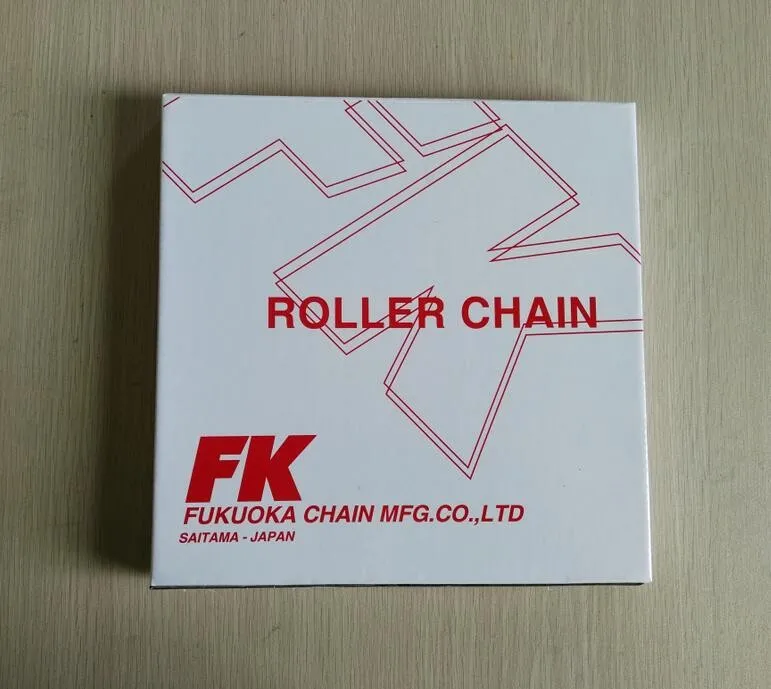 ROLLER CHAIN
FK
FUKUOKA CHAIN MFG.CO.,LTD
SAITAMA - JAPAN